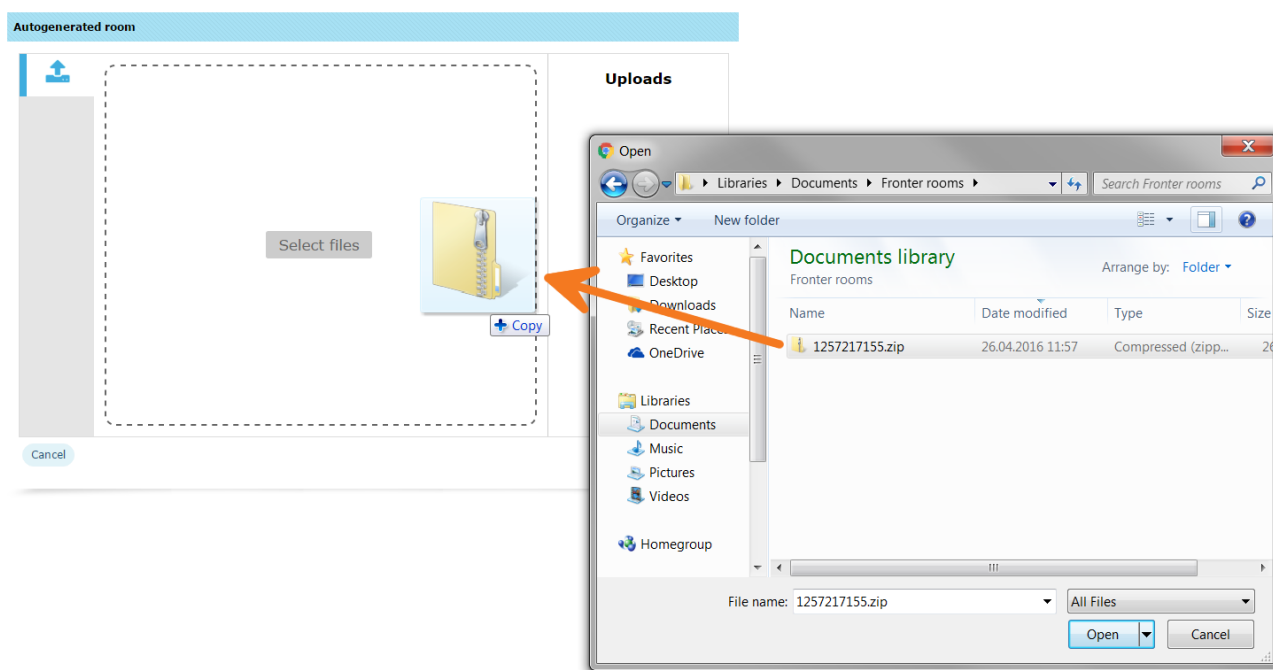 Autogenerated room
Uploads
Select files
Copy
Cancel
Open
Libraries Documents Fronter rooms
Search Fronter rooms
Organize New folder
Favorites
Desktop
Downloads
Recent Places
OneDrive
Libraries
Documents
Music
Pictures
Videos
Homegroup
Documents library
Fronter rooms
Arrange by: Folder
Name Date modified Type Size
1257217155.zip 26.04.2016 11:57 Compressed (zipp... 26
File name: 1257217155.zip
All Files
Open Cancel